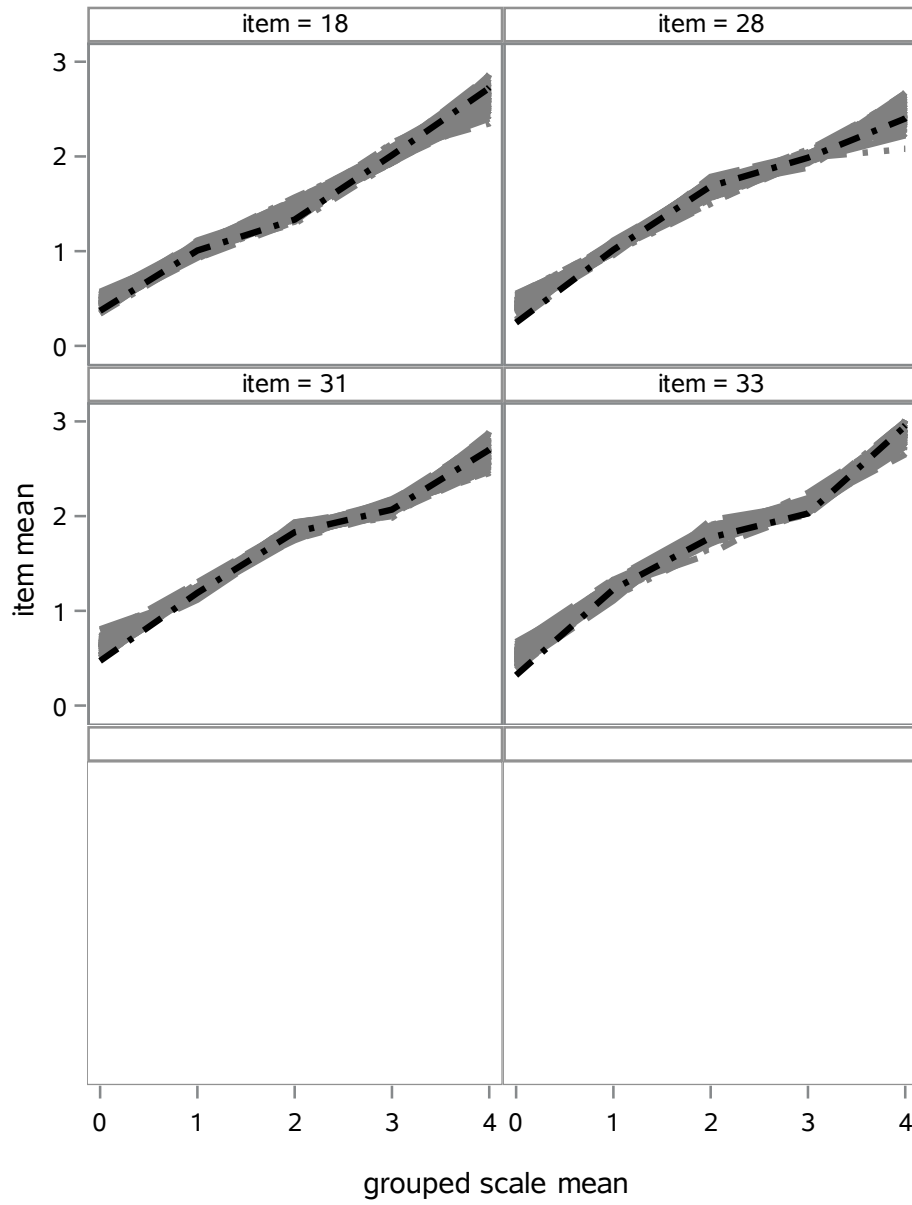 item = 18
item = 28
3
2
1
0
item = 31
item = 33
3
2
1
0
item mean
0 1 2 3 4 0 1 2 3 4
grouped scale mean